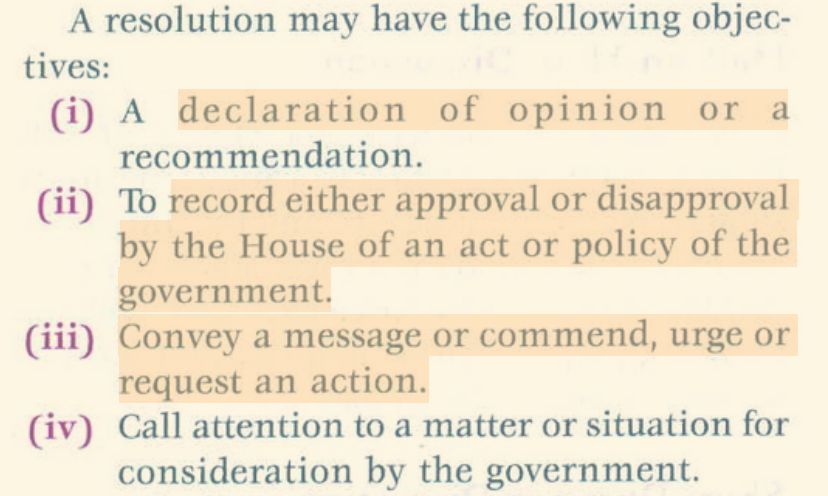 A resolution may have the following objec-
tives:
(i) A declaration of opinion or a
recommendation.
(ii) To record either approval or disapproval
by the House of an act or policy of the
government.
(iii) Convey a message or commend, urge or
request an action.
(iv) Call attention to a matter or situation for
consideration by the government.